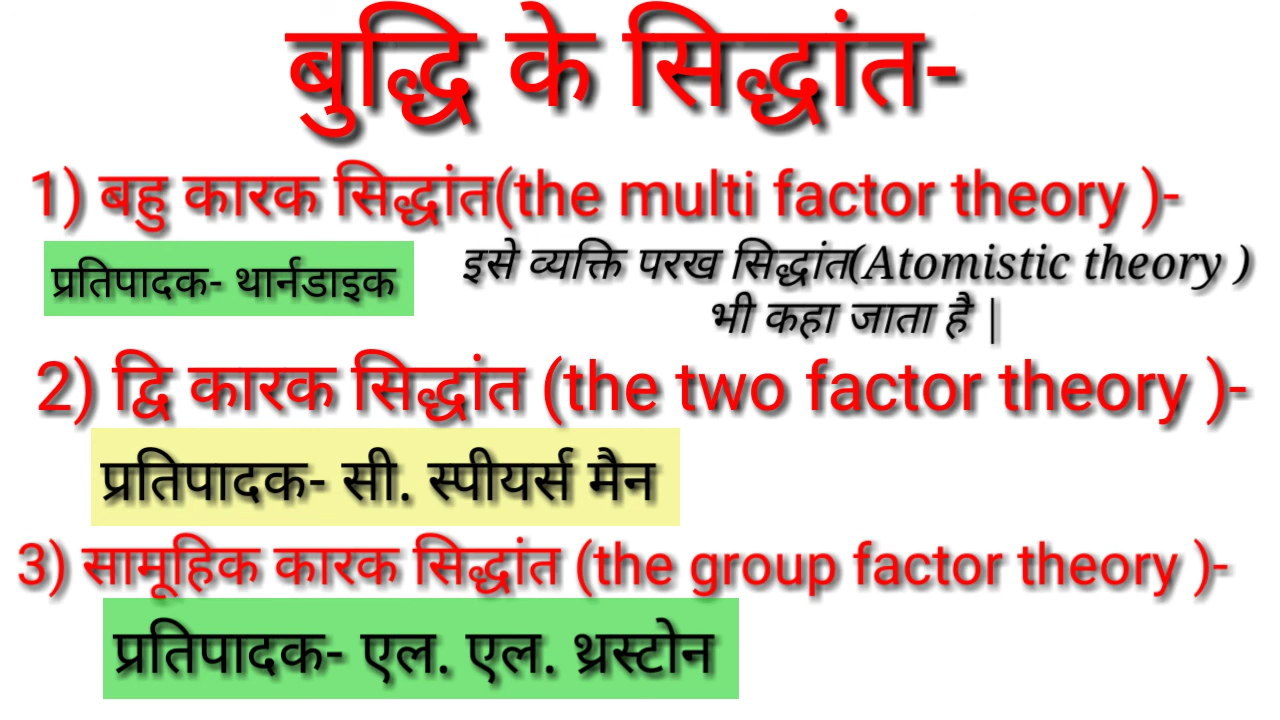 बुद्धि के सिद्धांत-
1) बहु कारक सिद्धांत(the multi factor theory )-
प्रतिपादक- थार्नडाइक
इसे व्यक्ति परख सिद्धांत(Atomistic theory )
भी कहा जाता है |
2) द्वि कारक सिद्धांत (the two factor theory )-
प्रतिपादक- सी. स्पीयर्स मैन
3) सामूहिक कारक सिद्धांत (the group factor theory )-
प्रतिपादक- एल. एल. थ्रस्टोन